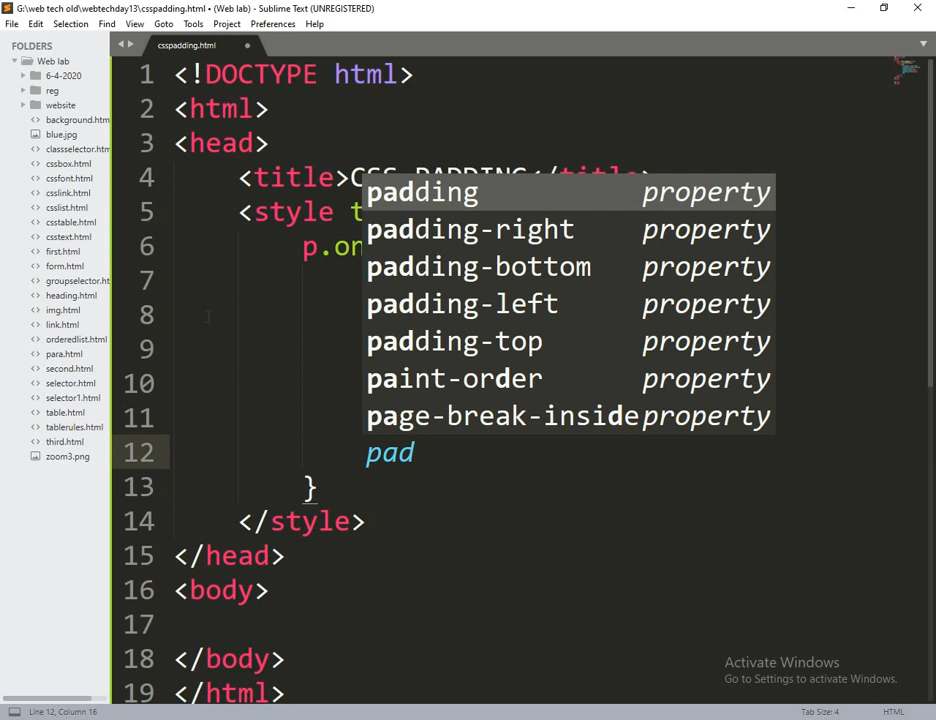 G:\web tech old\webtechday13\csspadding.html • (Web lab) - Sublime Text (UNREGISTERED)
File Edit Selection Find View Goto Tools Project Preferences Help
FOLDERS
Web lab
6-4-2020
reg
website
background.htm
blue.jpg
classselector.htm
cssbox.html
cssfont.html
csslink.html
csslist.html
csstable.html
csstext.html
first.html
form.html
groupselector.ht
heading.html
img.html
link.html
orderedlist.html
para.html
second.html
selector.html
selector1.html
table.html
tablerules.html
third.html
zoom3.png
csspadding.html
1 <!DOCTYPE html>
2 <html>
3 <head>
4 <title>CSS PADDING</title>
5 <style t
6 p.on
7
8
9
10
11
12 pad
13 }
14 </style>
15 </head>
16 <body>
17
18 </body>
19 </html>
padding property
padding-right property
padding-bottom property
padding-left property
padding-top property
paint-order property
page-break-inside property
Activate Windows
Go to Settings to activate Windows.
Line 12, Column 16 Tab Size: 4 HTML